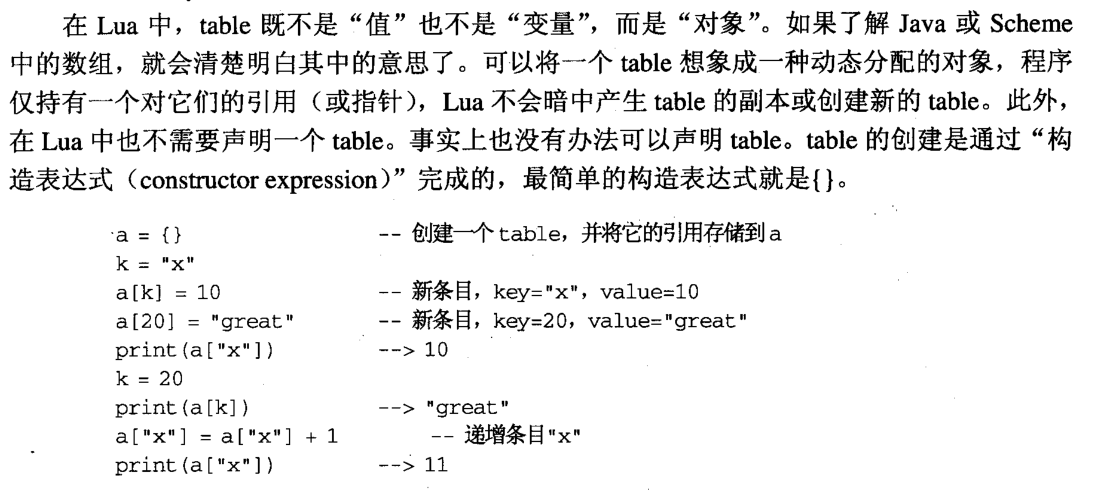 在 Lua 中，table 既不是“值”也不是“变量”，而是“对象”。如果了解 Java 或 Scheme
中的数组，就会清楚明白其中的意思了。可以将一个 table 想象成一种动态分配的对象，程序
仅持有一个对它们的引用（或指针），Lua 不会暗中产生 table 的副本或创建新的 table。此外，
在 Lua 中也不需要声明一个 table。事实上也没有办法可以声明 table。table 的创建是通过“构
造表达式（constructor expression）”完成的，最简单的构造表达式就是{}。
a = {} -- 创建一个 table，并将它的引用存储到 a
k = "x"
a[k] = 10 -- 新条目，key="x"，value=10
a[20] = "great" -- 新条目，key=20，value="great"
print(a["x"]) --> 10
k = 20
print(a[k]) --> "great"
a["x"] = a["x"] + 1 -- 递增条目"x"
print(a["x"]) --> 11